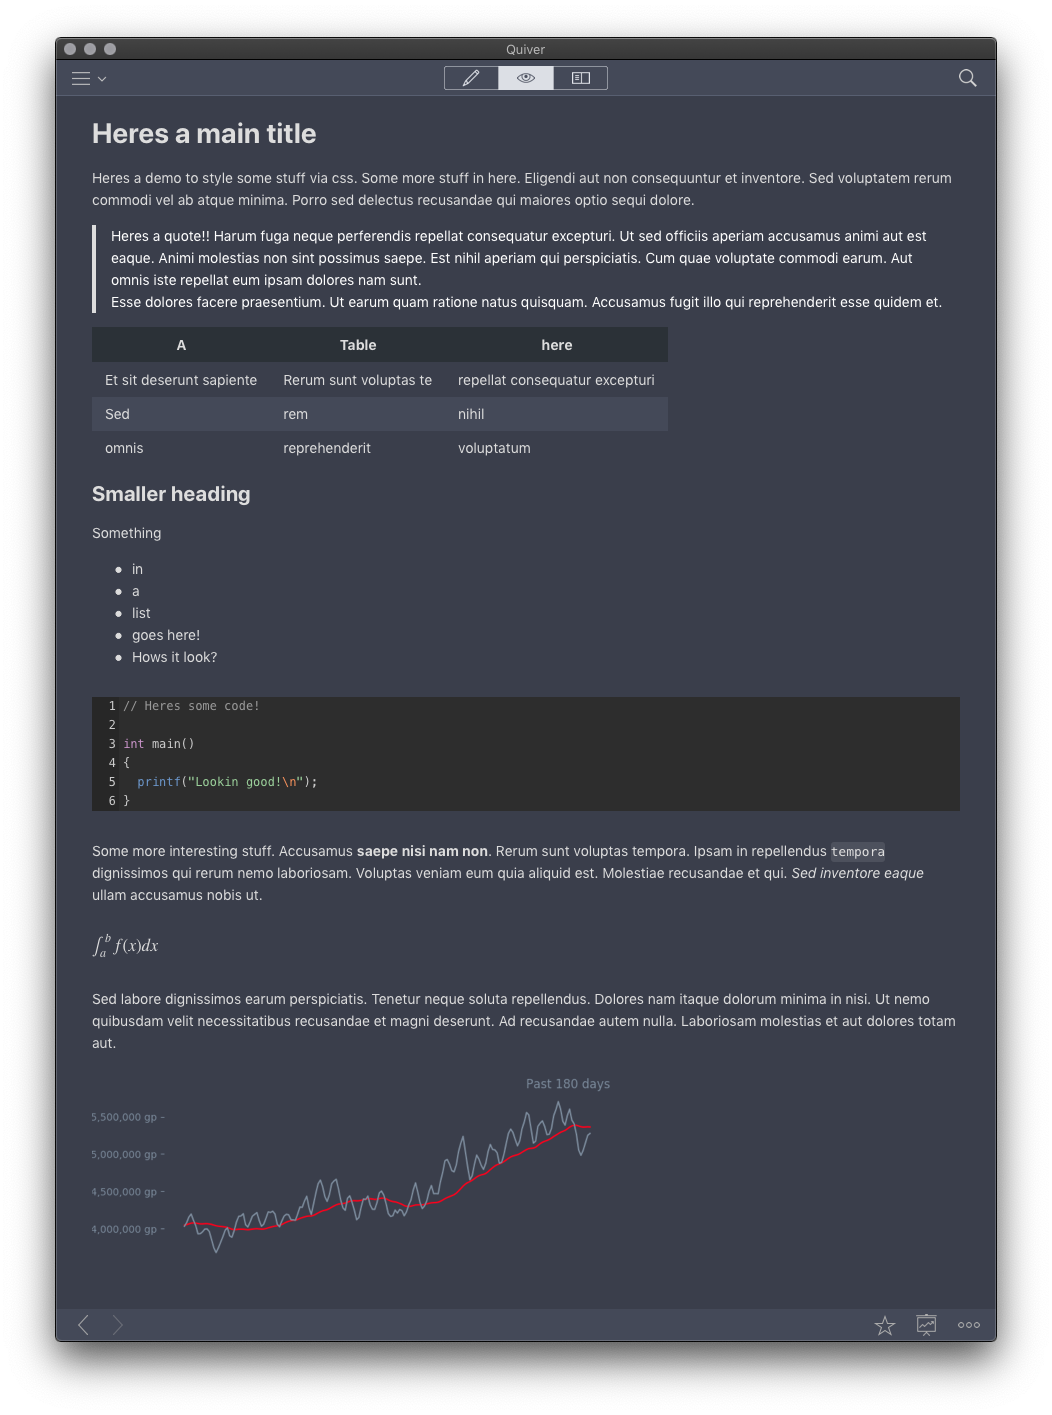 Quiver
Heres a main title
Heres a demo to style some stuff via css. Some more stuff in here. Eligendi aut non consequuntur et inventore. Sed voluptatem rerum
commodi vel ab atque minima. Porro sed delectus recusandae qui maiores optio sequi dolore.
Heres a quote!! Harum fuga neque perferendis repellat consequatur excepturi. Ut sed officiis aperiam accusamus animi aut est
eaque. Animi molestias non sint possimus saepe. Est nihil aperiam qui perspiciatis. Cum quae voluptate commodi earum. Aut
omnis iste repellat eum ipsam dolores nam sunt.
Esse dolores facere praesentium. Ut earum quam ratione natus quisquam. Accusamus fugit illo qui reprehenderit esse quidem et.
A Table here
Et sit deserunt sapiente Rerum sunt voluptas te repellat consequatur excepturi
Sed rem nihil
omnis reprehenderit voluptatum
Smaller heading
Something
• in
• a
• list
• goes here!
• Hows it look?
1 // Heres some code!
2
3 int main()
4 {
5 printf("Lookin good!\n");
6 }
Some more interesting stuff. Accusamus saepe nisi nam non. Rerum sunt voluptas tempora. Ipsam in repellendus tempora
dignissimos qui rerum nemo laboriosam. Voluptas veniam eum quia aliquid est. Molestiae recusandae et qui. Sed inventore eaque
ullam accusamus nobis ut.
∫_a^b f(x)dx
Sed labore dignissimos earum perspiciatis. Tenetur neque soluta repellendus. Dolores nam itaque dolorum minima in nisi. Ut nemo
quibusdam velit necessitatibus recusandae et magni deserunt. Ad recusandae autem nulla. Laboriosam molestias et aut dolores totam
aut.
Past 180 days
5,500,000 gp -
5,000,000 gp -
4,500,000 gp -
4,000,000 gp -